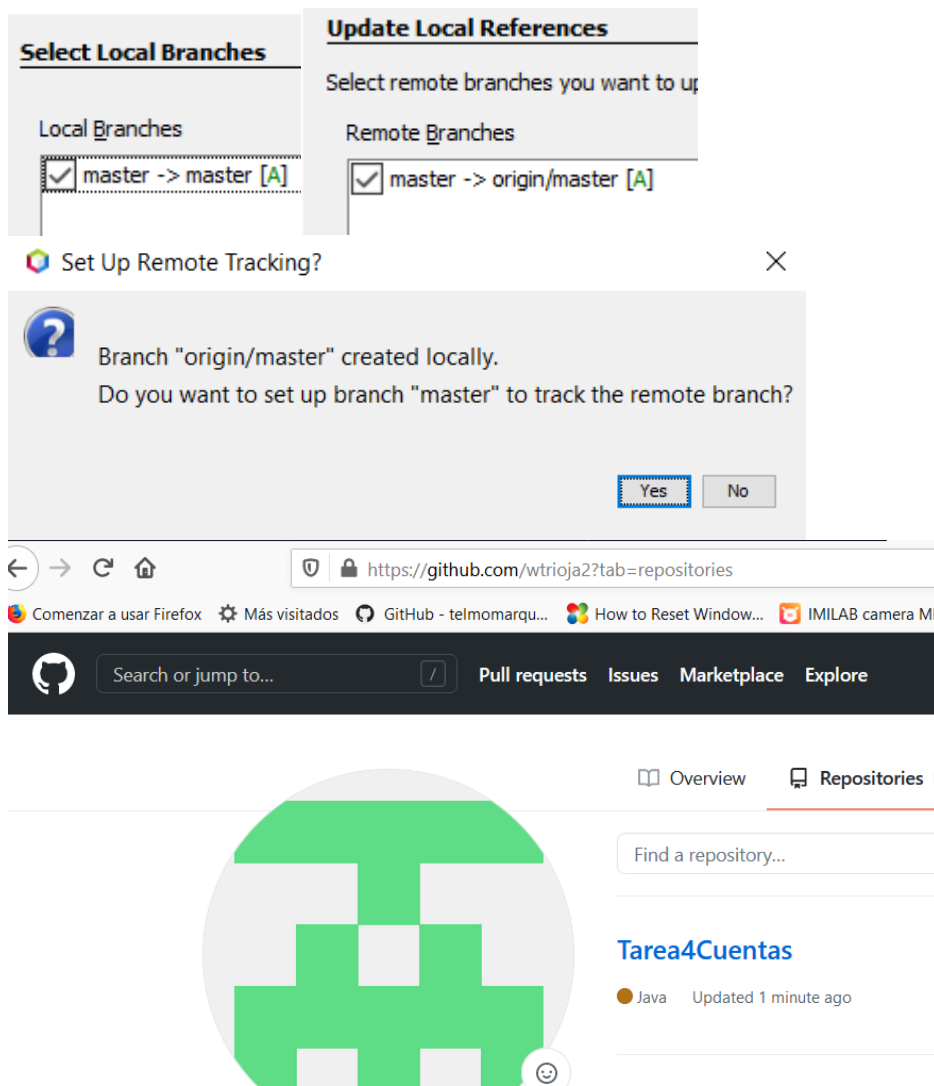 Select Local Branches
Local Branches
master -> master [A]
Update Local References
Select remote branches you want to
Remote Branches
master -> origin/master [A]
Set Up Remote Tracking?
Branch "origin/master" created locally.
Do you want to set up branch "master" to track the remote branch?
Yes No
https://github.com/wtrioja2?tab=repositories
Comenzar a usar Firefox Más visitados GitHub - telmomarqu... How to Reset Window... IMILAB camera
Search or jump to... / Pull requests Issues Marketplace Explore
Overview Repositories
Find a repository...
Tarea4Cuentas
Java Updated 1 minute ago